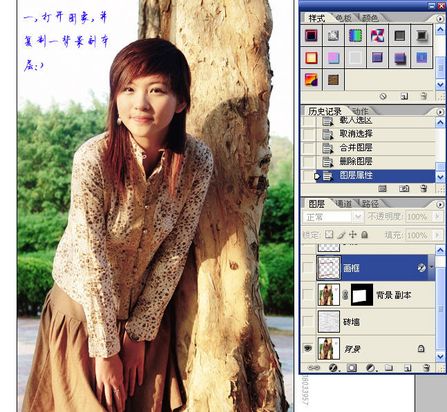 一,打开图案,并
复制一背景副本
层;)
样式 色板 颜色
历史记录 动作
载入选区
取消选择
合并图层
删除图层
图层属性
图层 通道 路径
正常 不透明度: 100%
锁定: 填充: 100%
画框
背景 副本
砖墙
背景